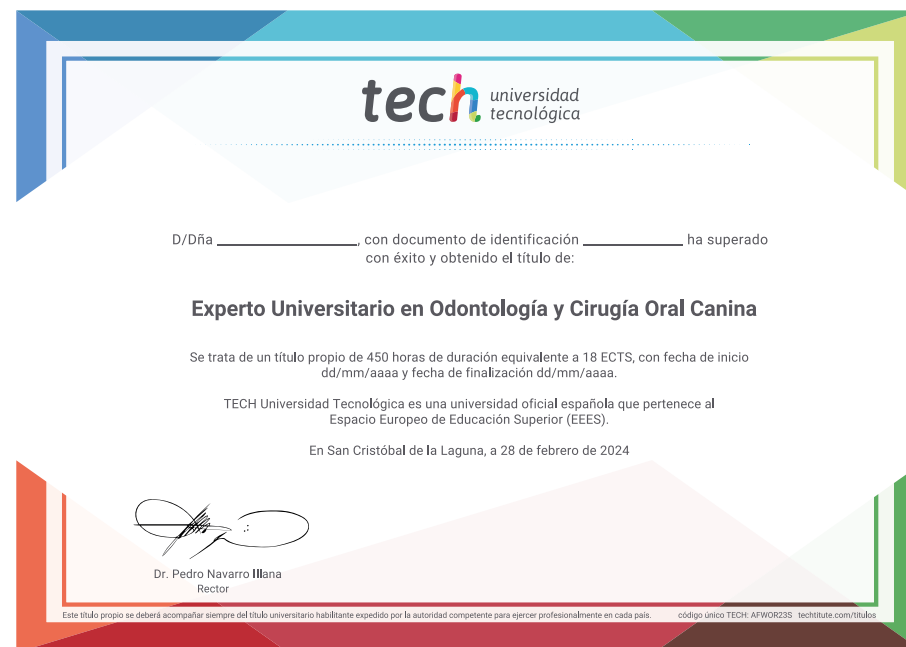 tech universidad
tecnológica
D/Dña ____________, con documento de identificación ____________ ha superado
con éxito y obtenido el título de:
Experto Universitario en Odontología y Cirugía Oral Canina
Se trata de un título propio de 450 horas de duración equivalente a 18 ECTS, con fecha de inicio
dd/mm/aaaa y fecha de finalización dd/mm/aaaa.
TECH Universidad Tecnológica es una universidad oficial española que pertenece al
Espacio Europeo de Educación Superior (EEES).
En San Cristóbal de la Laguna, a 28 de febrero de 2024
Dr. Pedro Navarro Illana
Rector
Este título propio se deberá acompañar siempre del título universitario habilitante expedido por la autoridad competente para ejercer profesionalmente en cada país. código único TECH: AFWOR23S techtitute.com/titulos